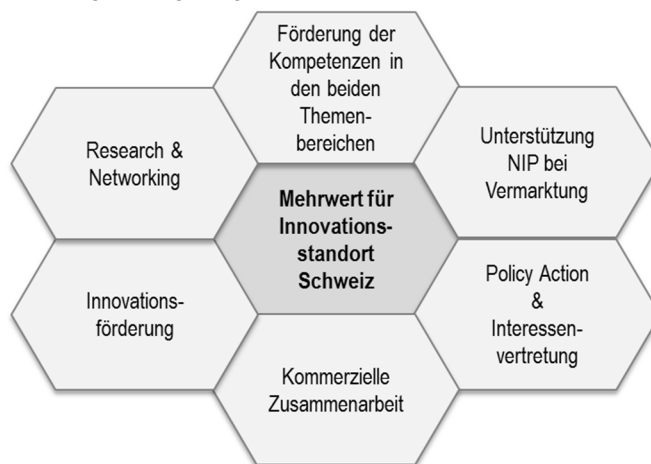 Förderung der
Kompetenzen in
den beiden
Themen-
bereichen
Research &
Networking
Unterstützung
NIP bei
Vermarktung
Mehrwert für
Innovations-
standort
Schweiz
Innovations-
förderung
Policy Action
&
Interessen-
vertretung
Kommerzielle
Zusammenarbeit